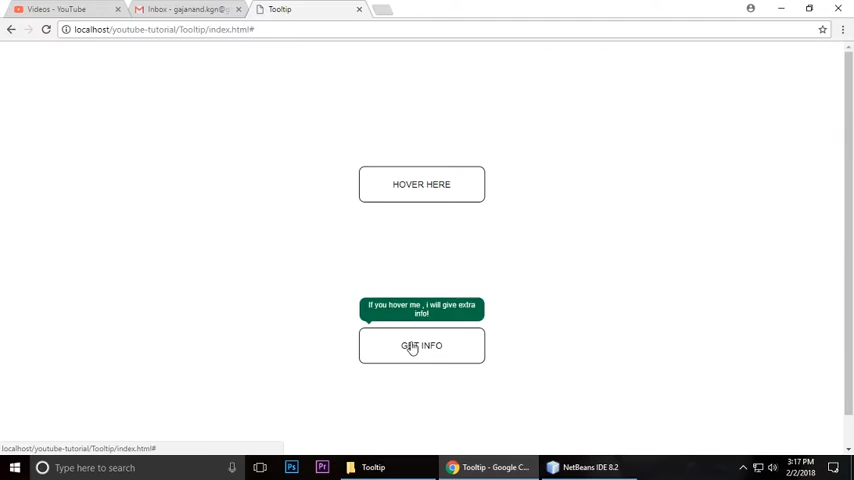 Videos - YouTube
Inbox - gajanand.kgn@g
Tooltip
localhost/youtube-tutorial/Tooltip/index.html#
HOVER HERE
If you hover me , i will give extra
info!
INFO
localhost/youtube-tutorial/Tooltip/index.html#
Type here to search
Ps
Pr
Tooltip
Tooltip - Google C...
NetBeans IDE 8.2
3:17 PM
2/2/2018